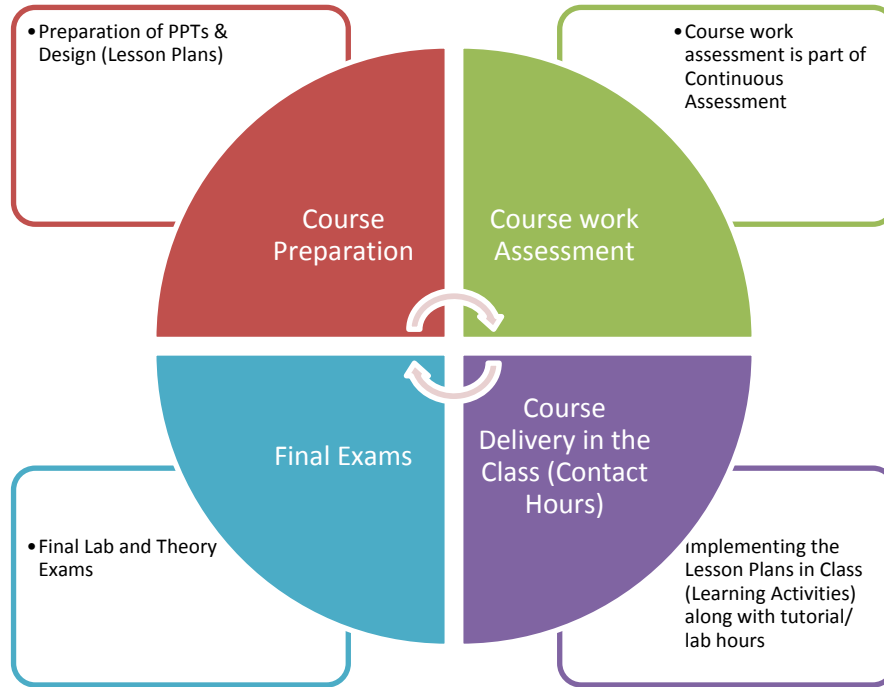 •Preparation of PPTs &
Design (Lesson Plans)
•Course work
assessment is part of
Continuous
Assessment
Course
Preparation
Course work
Assessment
Final Exams
Course
Delivery in the
Class (Contact
Hours)
•Final Lab and Theory
Exams
Implementing the
Lesson Plans in Class
(Learning Activities)
along with tutorial/
lab hours